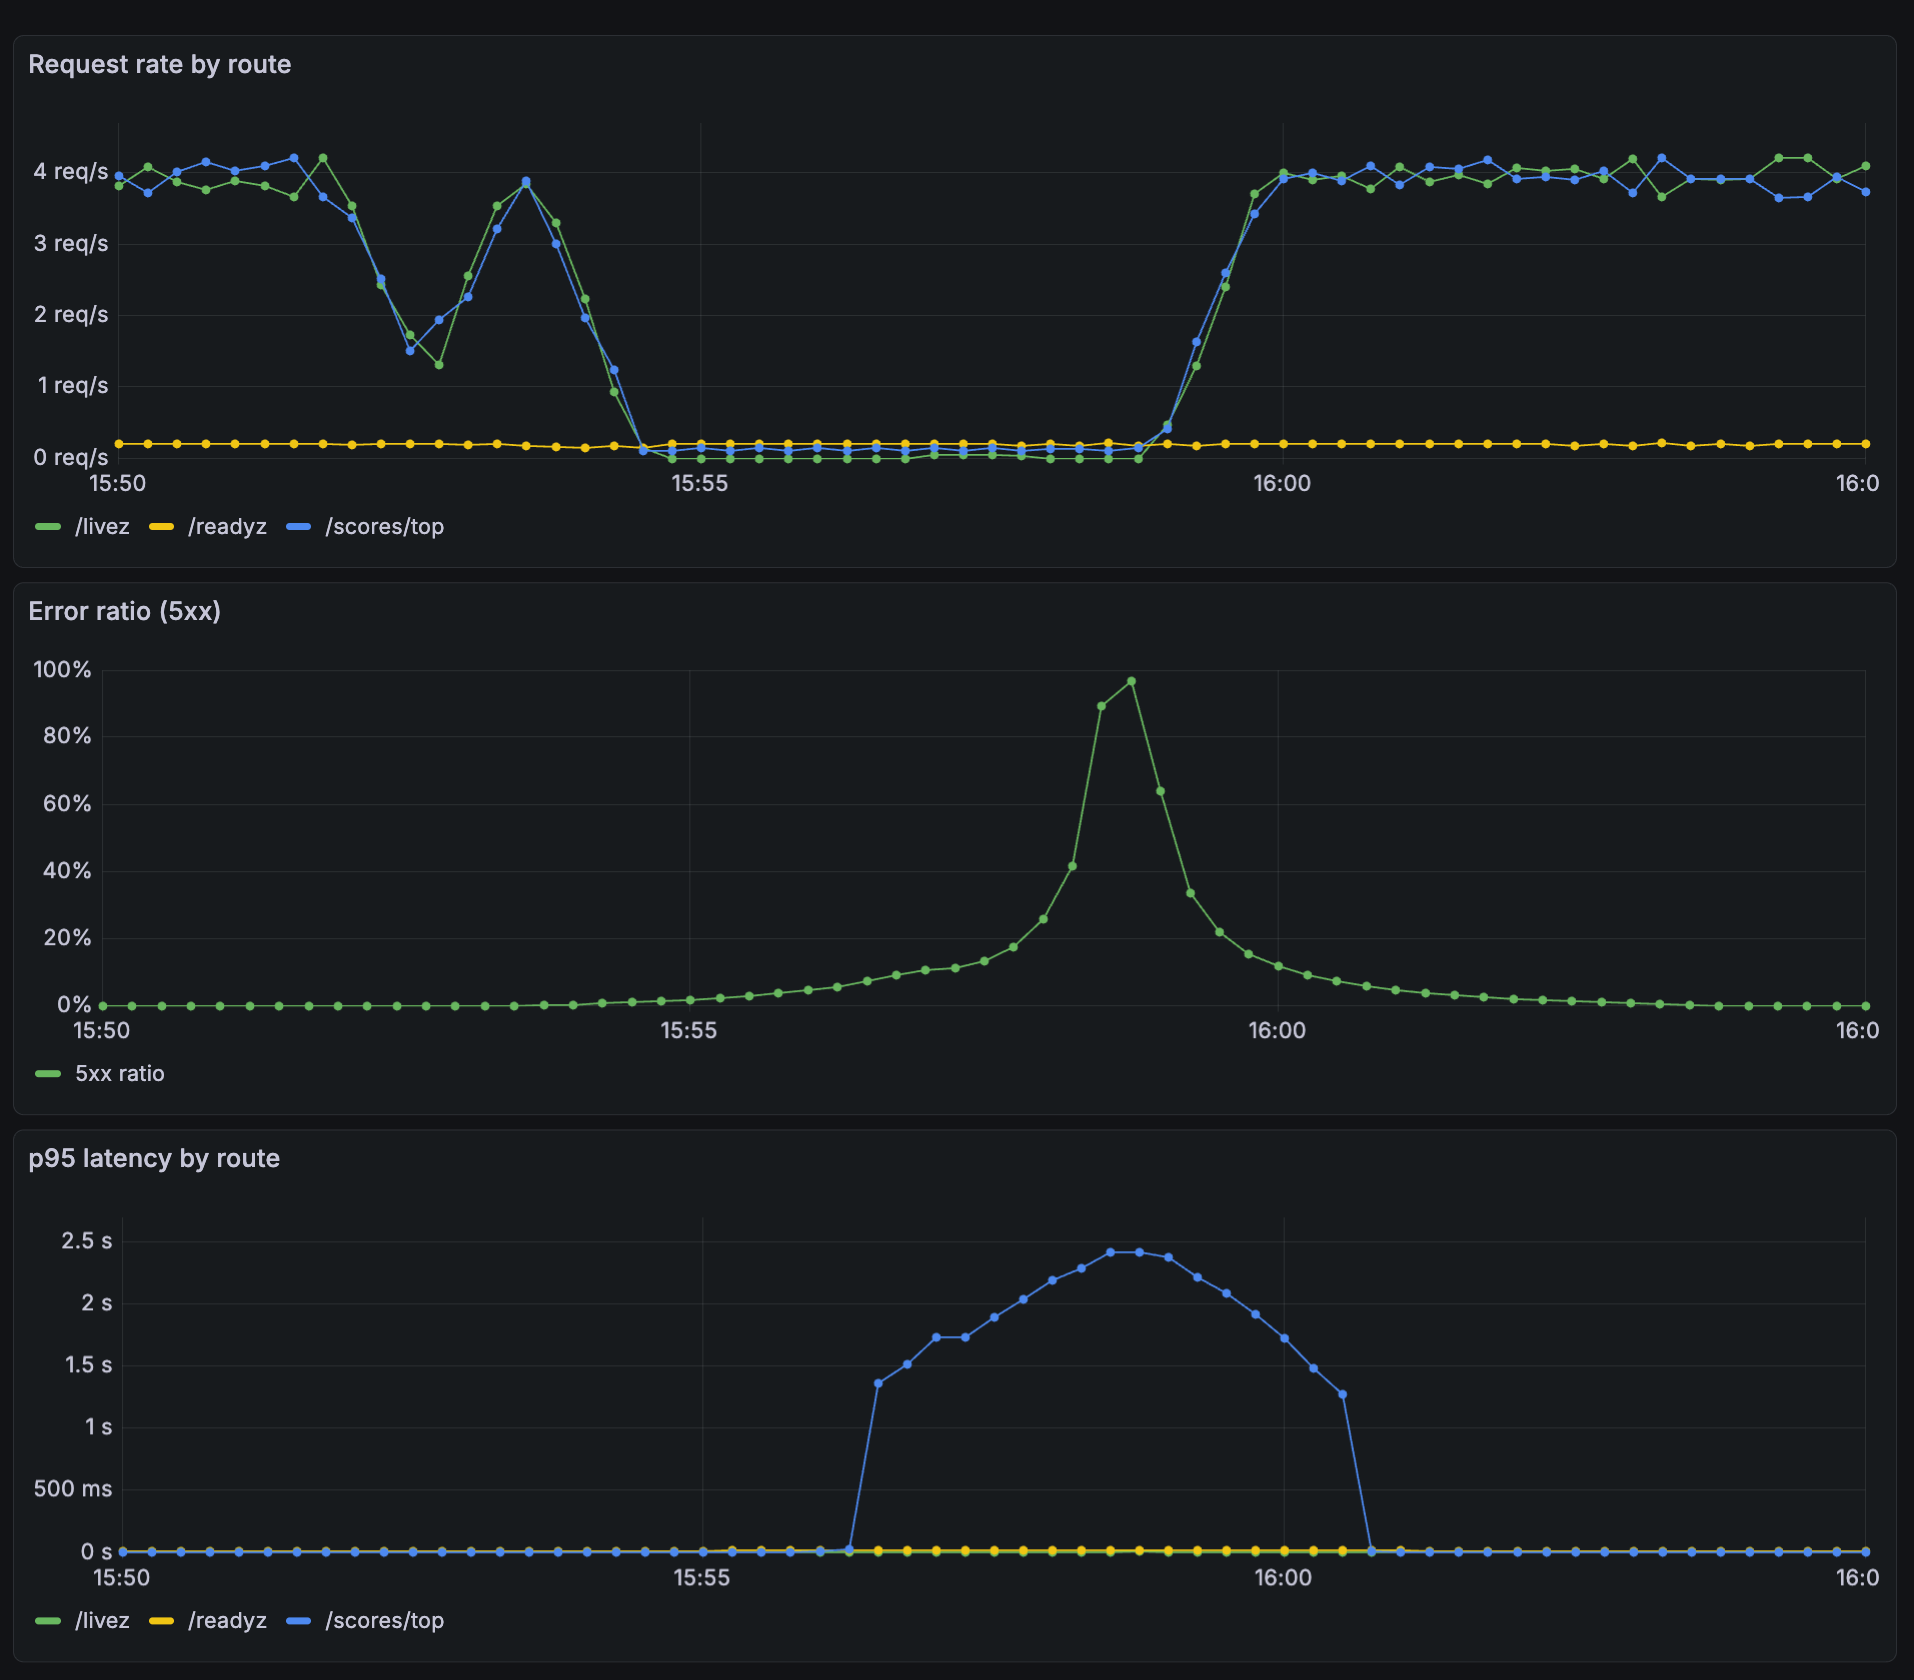 Request rate by route
4 req/s
3 req/s
2 req/s
1 req/s
0 req/s
15:50 15:55 16:00 16:0
/livez /readyz /scores/top
Error ratio (5xx)
100%
80%
60%
40%
20%
0%
15:50 15:55 16:00 16:0
5xx ratio
p95 latency by route
2.5 s
2 s
1.5 s
1 s
500 ms
0 s
15:50 15:55 16:00 16:0
/livez /readyz /scores/top